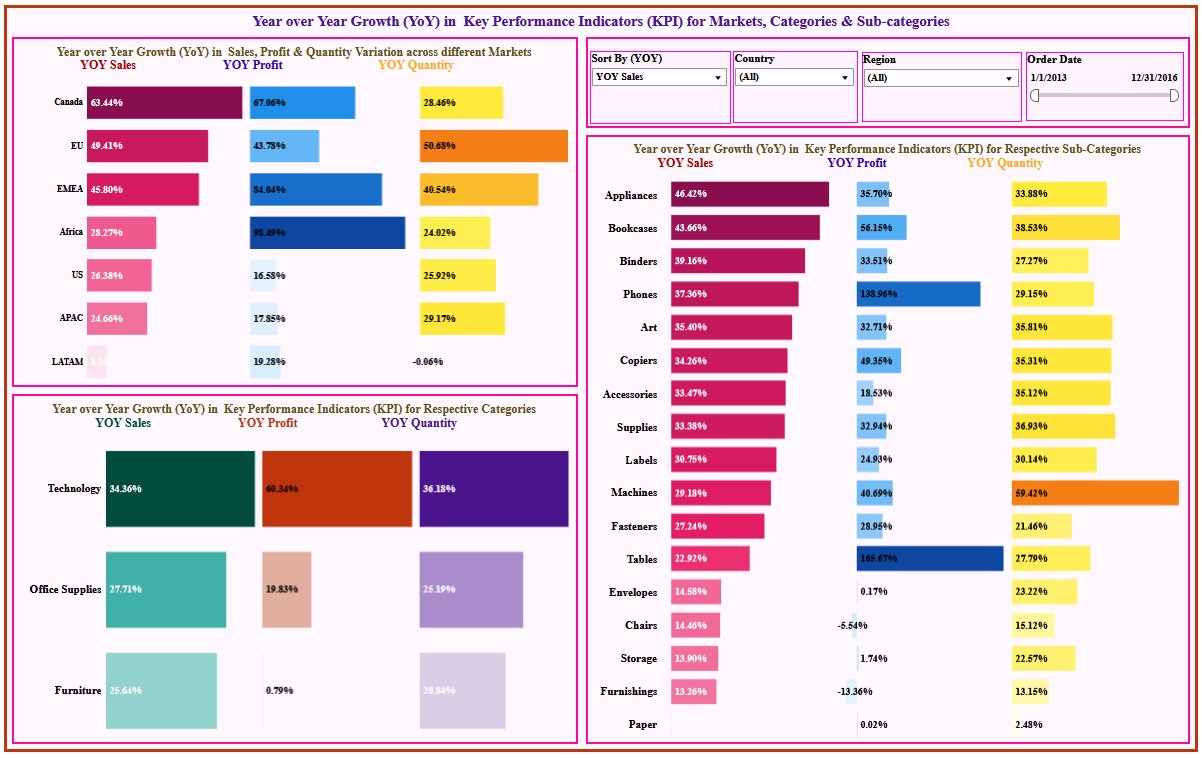 Year over Year Growth (YoY) in Key Performance Indicators (KPI) for Markets, Categories & Sub-categories
Year over Year Growth (YoY) in Sales, Profit & Quantity Variation across different Markets
YOY Sales YOY Profit YOY Quantity
Canada 63.44% 67.06% 28.46%
EU 49.41% 43.78% 50.68%
EMEA 45.80% 84.04% 40.54%
Africa 28.27% 98.49% 24.02%
US 26.38% 16.58% 25.92%
APAC 24.66% 17.85% 29.17%
LATAM 19.28% -0.06%
Year over Year Growth (YoY) in Key Performance Indicators (KPI) for Respective Categories
YOY Sales YOY Profit YOY Quantity
Technology 34.36% 60.34% 36.18%
Office Supplies 27.71% 19.83% 25.19%
Furniture 25.64% 0.79% 20.84%
Sort By (YOY) Country Region Order Date
YOY Sales (All) (All) 1/1/2013 12/31/2016
Year over Year Growth (YoY) in Key Performance Indicators (KPI) for Respective Sub-Categories
YOY Sales YOY Profit YOY Quantity
Appliances 46.42% 35.70% 33.88%
Bookcases 43.66% 56.15% 38.53%
Binders 39.16% 33.51% 27.27%
Phones 37.36% 138.96% 29.15%
Art 35.40% 32.71% 35.81%
Copiers 34.26% 49.35% 35.31%
Accessories 33.47% 18.53% 35.12%
Supplies 33.38% 32.94% 36.93%
Labels 30.75% 24.93% 30.14%
Machines 29.18% 40.69% 59.42%
Fasteners 27.24% 28.95% 21.46%
Tables 22.92% 165.67% 27.79%
Envelopes 14.58% 0.17% 23.22%
Chairs 14.46% -5.54% 15.12%
Storage 13.90% 1.74% 22.57%
Furnishings 13.26% -13.36% 13.15%
Paper 0.02% 2.48%